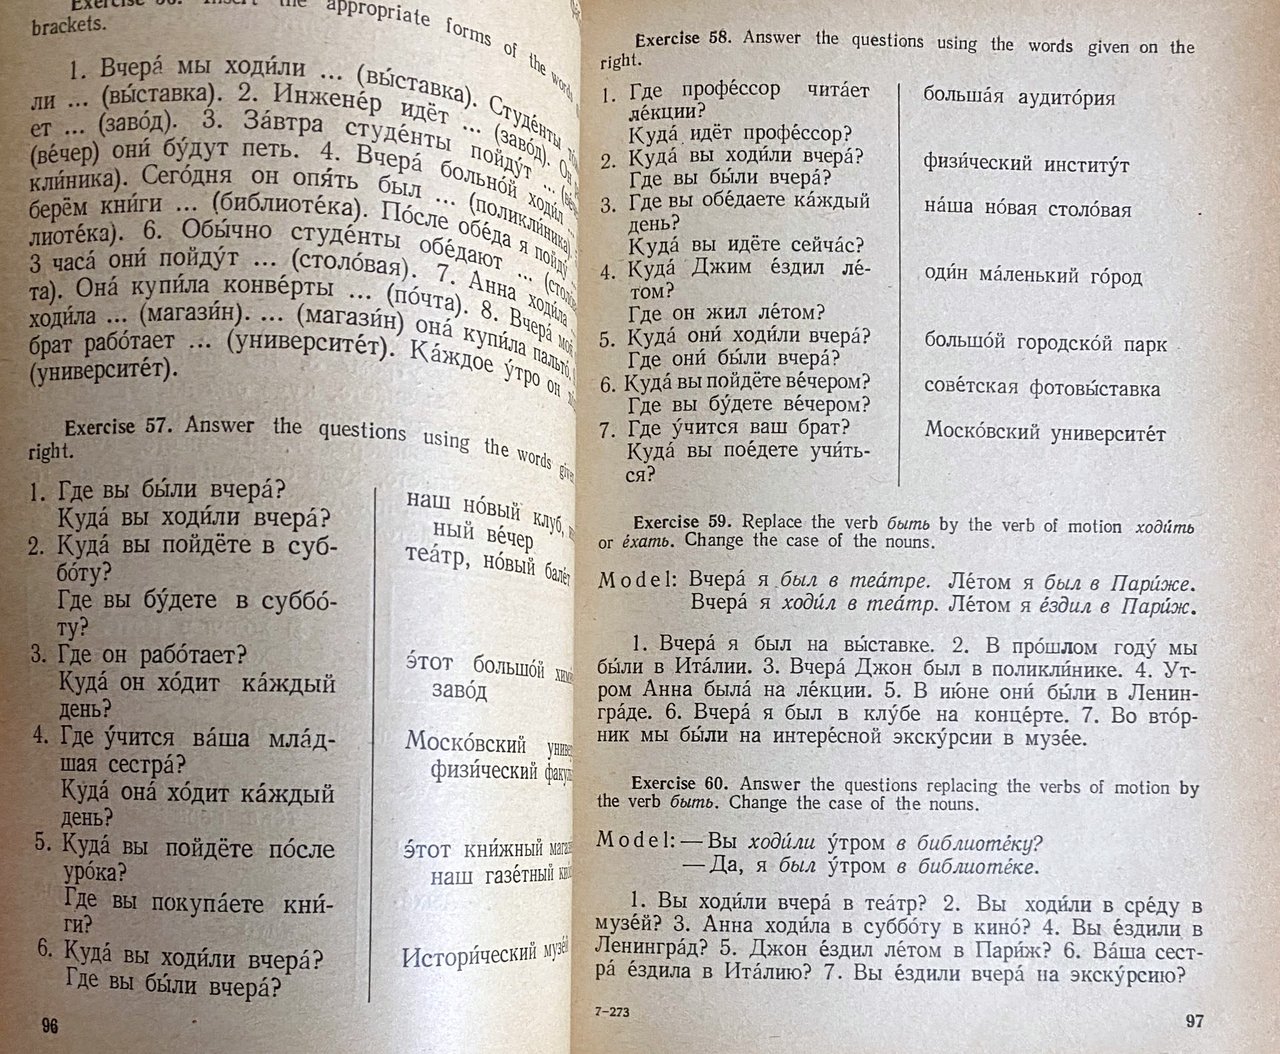 Exercise 56. Insert the appropriate forms of the words
brackets.
1. Вчера́ мы ходи́ли ... (вы́ставка). Студе́нты
ли ... (вы́ставка). 2. Инжене́р идёт ... (заво́д). Он
ет ... (заво́д). 3. За́втра студе́нты пойду́т ...
(ве́чер) они́ бу́дут петь. 4. Вчера́ больно́й ходи́л ...
кли́ника). Сего́дня он опя́ть был ... (поликли́ника).
берём кни́ги ... (библиоте́ка). По́сле обе́да я пойду́
лиоте́ка). 6. Обы́чно студе́нты обе́дают ...
3 часа́ они́ пойду́т ... (столо́вая). 7. Анна ходи́ла
та). Она́ купи́ла конве́рты ... (по́чта). 8. Вчера́
ходи́ла ... (магази́н). ... (магази́н) она́ купи́ла пальто́.
брат рабо́тает ... (университе́т). Ка́ждое у́тро он
(университе́т).
Exercise 57. Answer the questions using the words
right.
1. Где вы бы́ли вчера́?
Куда́ вы ходи́ли вчера́?
наш но́вый клуб,
ный ве́чер
2. Куда́ вы пойдёте в суб-
бо́ту?
Где вы бу́дете в суббо́-
ту?
теа́тр, но́вый бале́т
3. Где он рабо́тает?
Куда́ он хо́дит ка́ждый
день?
э́тот большо́й
заво́д
4. Где у́чится ва́ша мла́д-
шая сестра́?
Куда́ она́ хо́дит ка́ждый
день?
Моско́вский
физи́ческий
5. Куда́ вы пойдёте по́сле
уро́ка?
Где вы покупа́ете кни́-
ги?
э́тот кни́жный
наш газе́тный
6. Куда́ вы ходи́ли вчера́?
Где вы бы́ли вчера́?
Истори́ческий музе́й
96
Exercise 58. Answer the questions using the words given on the
right.
1. Где профе́ссор чита́ет
ле́кции?
Куда́ идёт профе́ссор?
больша́я аудито́рия
2. Куда́ вы ходи́ли вчера́?
Где вы бы́ли вчера́?
физи́ческий институ́т
3. Где вы обе́даете ка́ждый
день?
Куда́ вы идёте сейча́с?
на́ша но́вая столо́вая
4. Куда́ Джим е́здил ле́-
том?
Где он жил ле́том?
оди́н ма́ленький го́род
5. Куда́ они́ ходи́ли вчера́?
Где они́ бы́ли вчера́?
большо́й городско́й парк
6. Куда́ вы пойдёте ве́чером?
Где вы бу́дете ве́чером?
сове́тская фотовы́ставка
7. Где у́чится ваш брат?
Куда́ вы пое́дете учи́ть-
ся?
Моско́вский университе́т
Exercise 59. Replace the verb быть by the verb of motion ходи́ть
or е́хать. Change the case of the nouns.
Model: Вчера́ я был в теа́тре. Ле́том я был в Пари́же.
Вчера́ я ходи́л в теа́тр. Ле́том я е́здил в Пари́ж.
1. Вчера́ я был на вы́ставке. 2. В про́шлом году́ мы
бы́ли в Ита́лии. 3. Вчера́ Джон был в поликли́нике. 4. Ут-
ром Анна была́ на ле́кции. 5. В ию́не они́ бы́ли в Ленин-
гра́де. 6. Вчера́ я был в клу́бе на конце́рте. 7. Во вто́р-
ник мы бы́ли на интере́сной экску́рсии в музе́е.
Exercise 60. Answer the questions replacing the verbs of motion by
the verb быть. Change the case of the nouns.
Model: — Вы ходи́ли у́тром в библиоте́ку?
— Да, я был у́тром в библиоте́ке.
1. Вы ходи́ли вчера́ в теа́тр? 2. Вы ходи́ли в сре́ду в
музе́й? 3. Анна ходи́ла в суббо́ту в кино́? 4. Вы е́здили в
Ленингра́д? 5. Джон е́здил ле́том в Пари́ж? 6. Ва́ша сест-
ра́ е́здила в Ита́лию? 7. Вы е́здили вчера́ на экску́рсию?
7—273
97